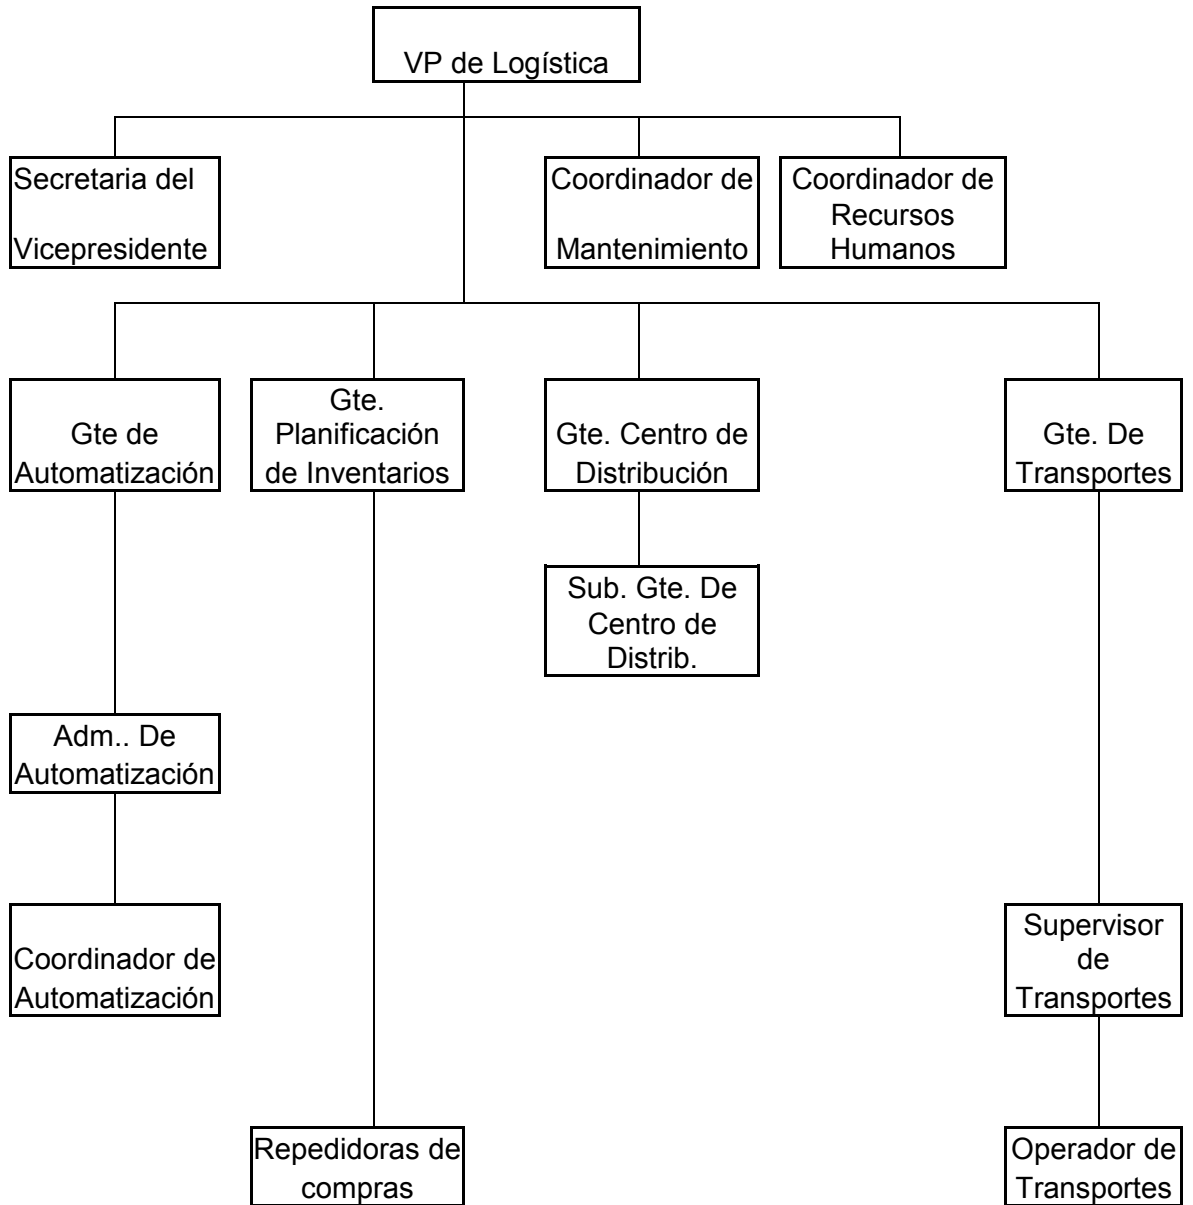 VP de Logística
Secretaria del
Vicepresidente
Coordinador de
Mantenimiento
Coordinador de
Recursos
Humanos
Gte de
Automatización
Gte.
Planificación
de Inventarios
Gte. Centro de
Distribución
Gte. De
Transportes
Sub. Gte. De
Centro de
Distrib.
Adm.. De
Automatización
Coordinador de
Automatización
Supervisor
de
Transportes
Repedidoras de
compras
Operador de
Transportes